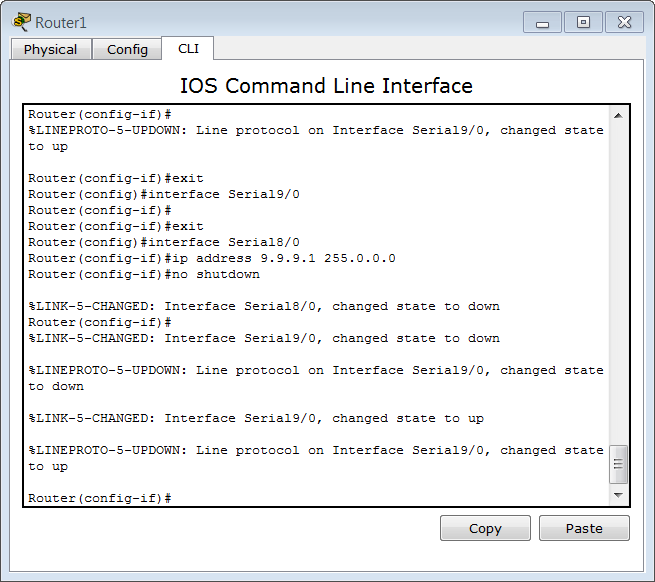 Router1
Physical Config CLI
IOS Command Line Interface
Router(config-if)#
%LINEPROTO-5-UPDOWN: Line protocol on Interface Serial9/0, changed state
to up
Router(config-if)#exit
Router(config)#interface Serial9/0
Router(config-if)#
Router(config-if)#exit
Router(config)#interface Serial8/0
Router(config-if)#ip address 9.9.9.1 255.0.0.0
Router(config-if)#no shutdown
%LINK-5-CHANGED: Interface Serial8/0, changed state to down
Router(config-if)#
%LINK-5-CHANGED: Interface Serial9/0, changed state to down
%LINEPROTO-5-UPDOWN: Line protocol on Interface Serial9/0, changed state
to down
%LINK-5-CHANGED: Interface Serial9/0, changed state to up
%LINEPROTO-5-UPDOWN: Line protocol on Interface Serial9/0, changed state
to up
Router(config-if)#
Copy Paste